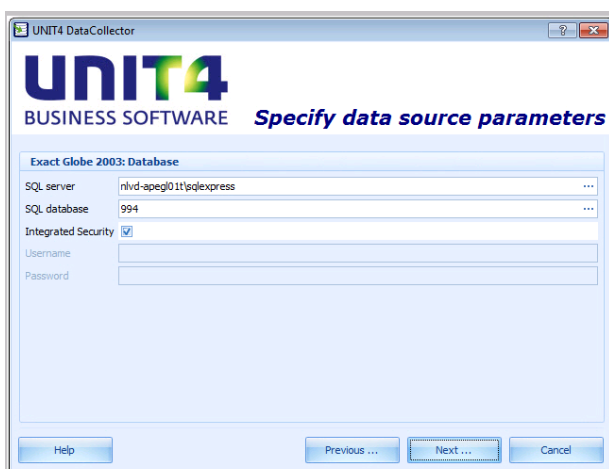 UNIT4 DataCollector
UNIT4
BUSINESS SOFTWARE
Specify data source parameters
Exact Globe 2003: Database
SQL server nlvd-apegl01t\sqlexpress ...
SQL database 994 ...
Integrated Security
Username
Password
Help Previous ... Next ... Cancel